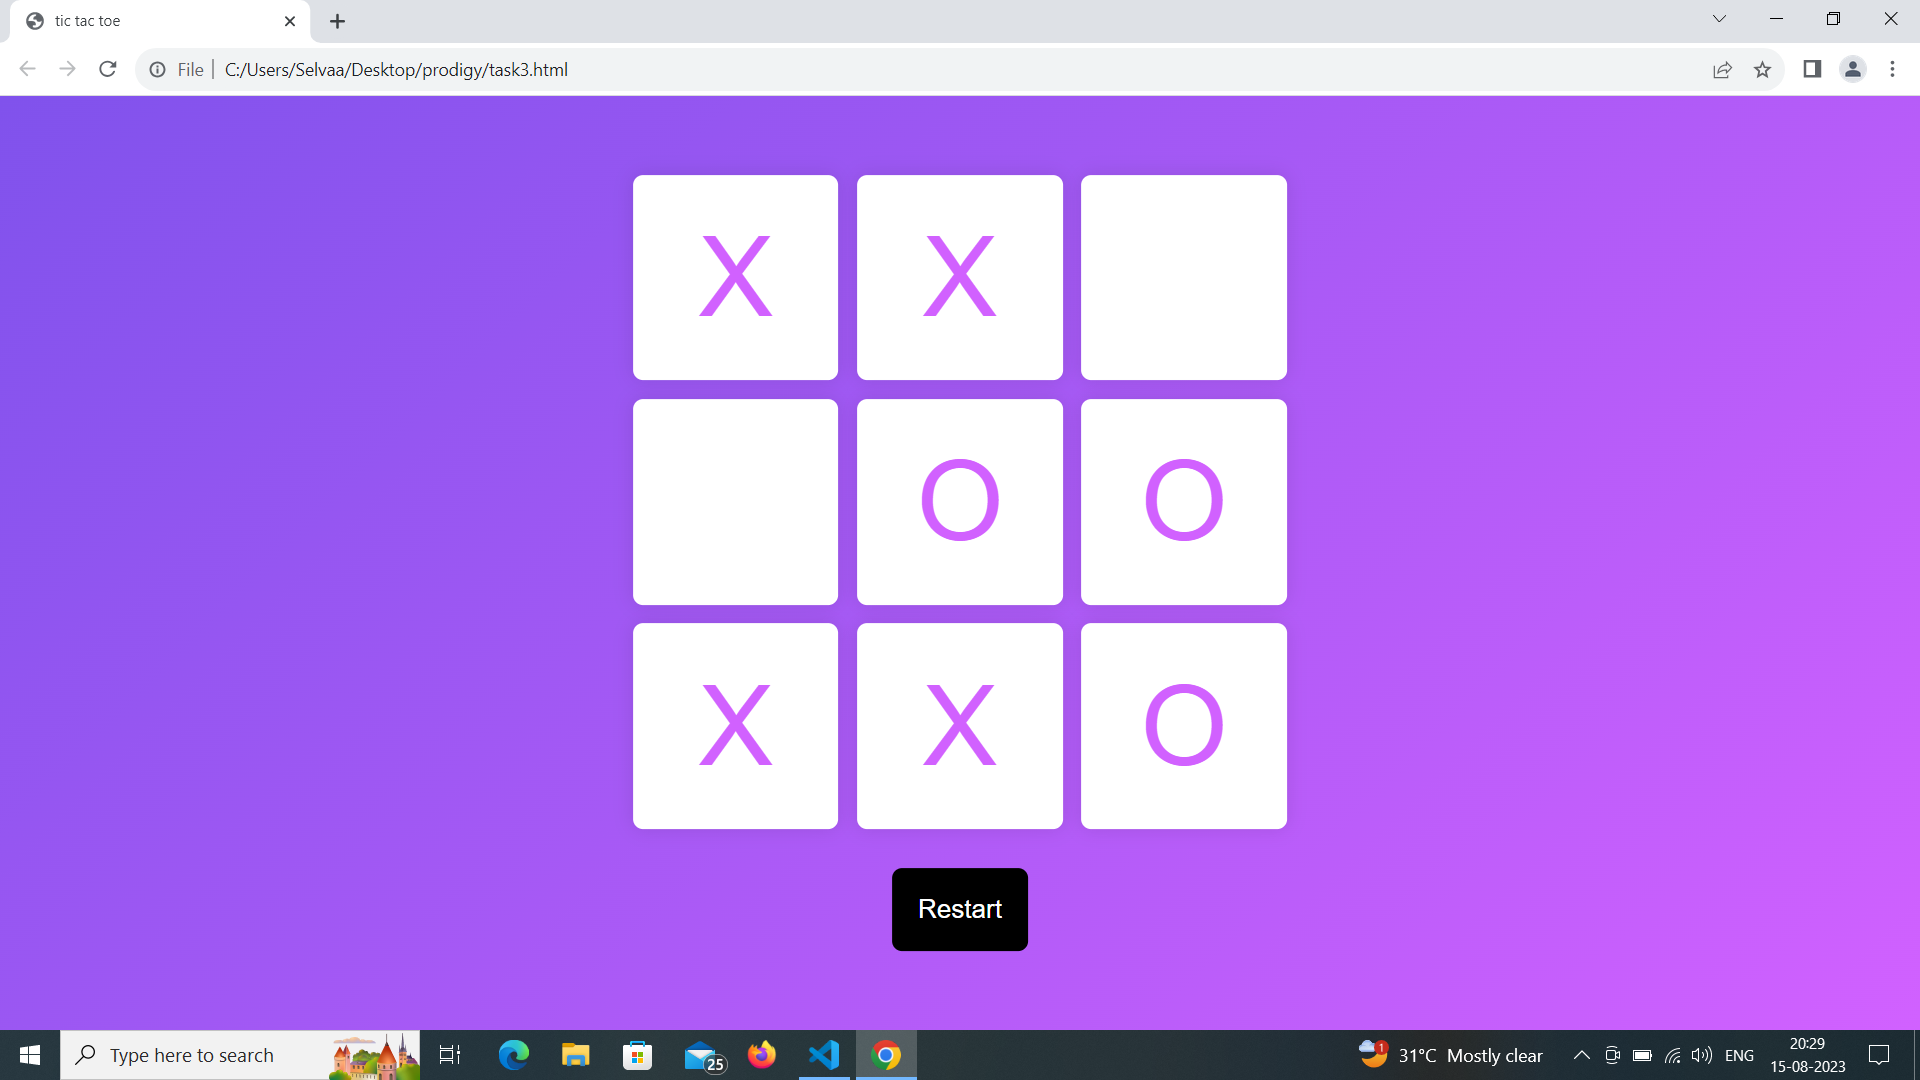 tic tac toe
File C:/Users/Selvaa/Desktop/prodigy/task3.html
X X
O O
X X O
Restart
Type here to search
25
1
31°C Mostly clear
ENG
20:29
15-08-2023